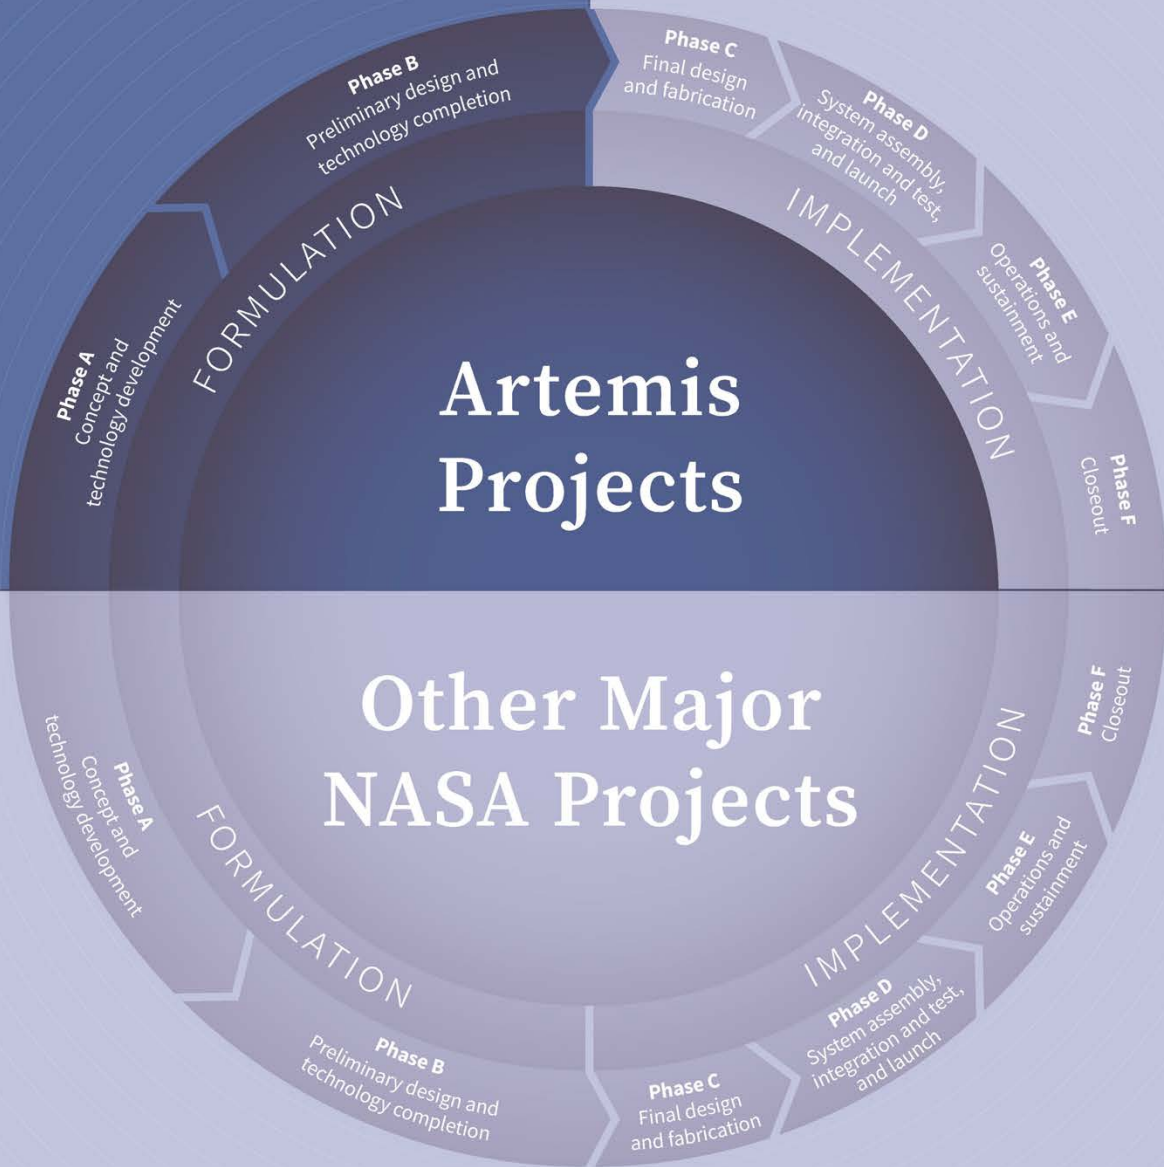 Phase A
Concept and
technology development
Phase B
Preliminary design and
technology completion
FORMULATION
Phase C
Final design
and fabrication
Phase D
System assembly,
integration and test,
and launch
Phase E
Operations and
sustainment
Phase F
Closeout
IMPLEMENTATION
Artemis
Projects
Other Major
NASA Projects
Phase A
Concept and
technology development
Phase B
Preliminary design and
technology completion
FORMULATION
Phase C
Final design
and fabrication
Phase D
System assembly,
integration and test,
and launch
Phase E
Operations and
sustainment
Phase F
Closeout
IMPLEMENTATION